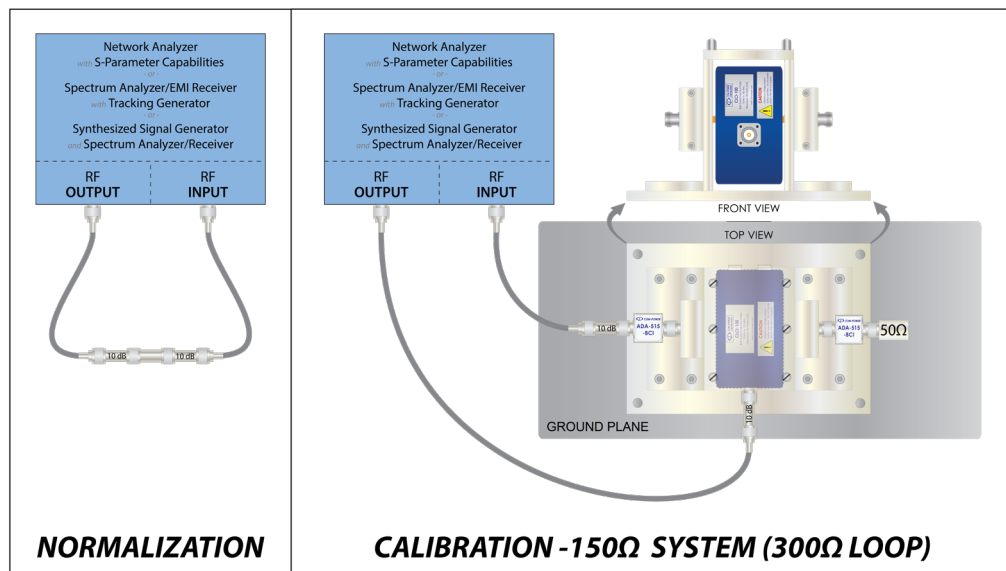 Network Analyzer
with S-Parameter Capabilities
- or -
Spectrum Analyzer/EMI Receiver
with Tracking Generator
- or -
Synthesized Signal Generator
and Spectrum Analyzer/Receiver
RF
OUTPUT
RF
INPUT
10 dB
10 dB
NORMALIZATION
Network Analyzer
with S-Parameter Capabilities
- or -
Spectrum Analyzer/EMI Receiver
with Tracking Generator
- or -
Synthesized Signal Generator
and Spectrum Analyzer/Receiver
RF
OUTPUT
RF
INPUT
FRONT VIEW
TOP VIEW
10 dB
COM-POWER
ADA-515
-BCI
COM-POWER
ADA-515
-BCI
50Ω
10 dB
GROUND PLANE
CALIBRATION -150Ω SYSTEM (300Ω LOOP)